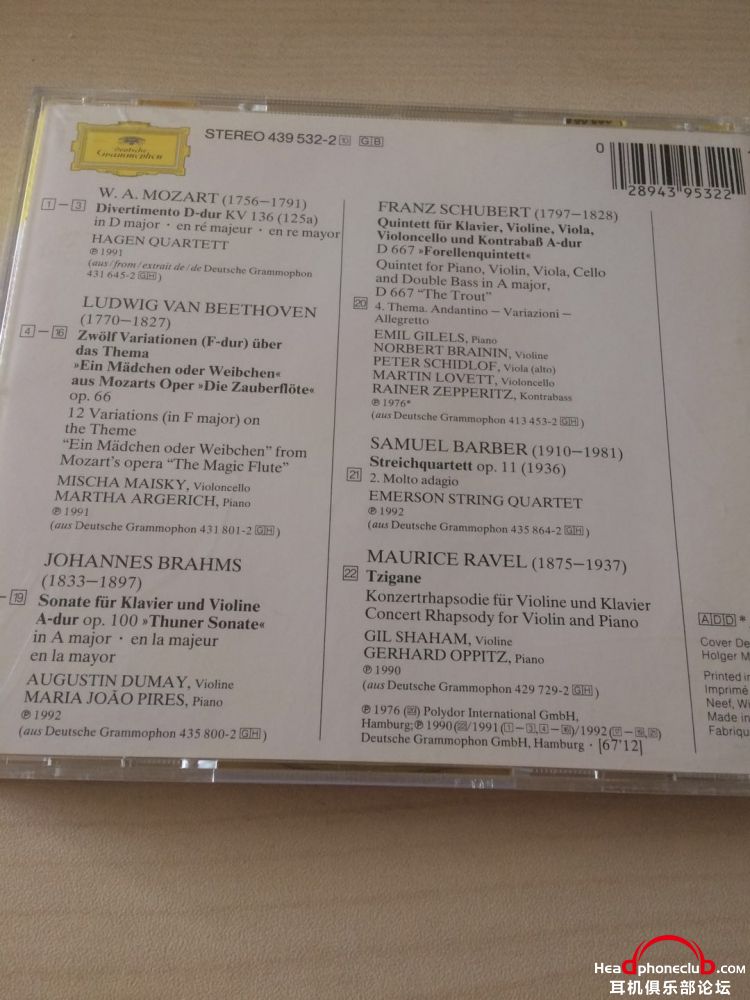 Deutsche
Grammophon
STEREO 439 532-2 10 GB
0
28943 95322
1 – 3
W. A. MOZART (1756–1791)
Divertimento D-dur KV 136 (125a)
in D major · en ré majeur · en re mayor
HAGEN QUARTETT
℗ 1991
(aus/from/extrait de/de Deutsche Grammophon
431 645-2 GH)
4 – 16
LUDWIG VAN BEETHOVEN
(1770–1827)
Zwölf Variationen (F-dur) über
das Thema
»Ein Mädchen oder Weibchen«
aus Mozarts Oper »Die Zauberflöte«
op. 66
12 Variations (in F major) on
the Theme
“Ein Mädchen oder Weibchen” from
Mozart's opera “The Magic Flute”
MISCHA MAISKY, Violoncello
MARTHA ARGERICH, Piano
℗ 1991
(aus Deutsche Grammophon 431 801-2 GH)
JOHANNES BRAHMS
(1833–1897)
– 19
Sonate für Klavier und Violine
A-dur op. 100 »Thuner Sonate«
in A major · en la majeur
en la mayor
AUGUSTIN DUMAY, Violine
MARIA JOÃO PIRES, Piano
℗ 1992
(aus Deutsche Grammophon 435 800-2 GH)
FRANZ SCHUBERT (1797–1828)
Quintett für Klavier, Violine, Viola,
Violoncello und Kontrabaß A-dur
D 667 »Forellenquintett«
Quintet for Piano, Violin, Viola, Cello
and Double Bass in A major,
D 667 “The Trout”
20
4. Thema. Andantino – Variazioni –
Allegretto
EMIL GILELS, Piano
NORBERT BRAININ, Violine
PETER SCHIDLOF, Viola (alto)
MARTIN LOVETT, Violoncello
RAINER ZEPPERITZ, Kontrabass
℗ 1976*
(aus Deutsche Grammophon 413 453-2 GH)
SAMUEL BARBER (1910–1981)
Streichquartett op. 11 (1936)
21
2. Molto adagio
EMERSON STRING QUARTET
℗ 1992
(aus Deutsche Grammophon 435 864-2 GH)
MAURICE RAVEL (1875–1937)
22
Tzigane
Konzertrhapsodie für Violine und Klavier
Concert Rhapsody for Violin and Piano
GIL SHAHAM, Violine
GERHARD OPPITZ, Piano
℗ 1990
(aus Deutsche Grammophon 429 729-2 GH)
℗ 1976 (20) Polydor International GmbH,
Hamburg; ℗ 1990 (22)/1991 (1–3, 4–16)/1992 (17–19, 21)
Deutsche Grammophon GmbH, Hamburg · [67'12]
ADD *
Cover De
Holger M
Printed in
Imprimé
Neef, Wi
Made in
Fabriqu
HeadphoneclubD.com
耳机俱乐部论坛